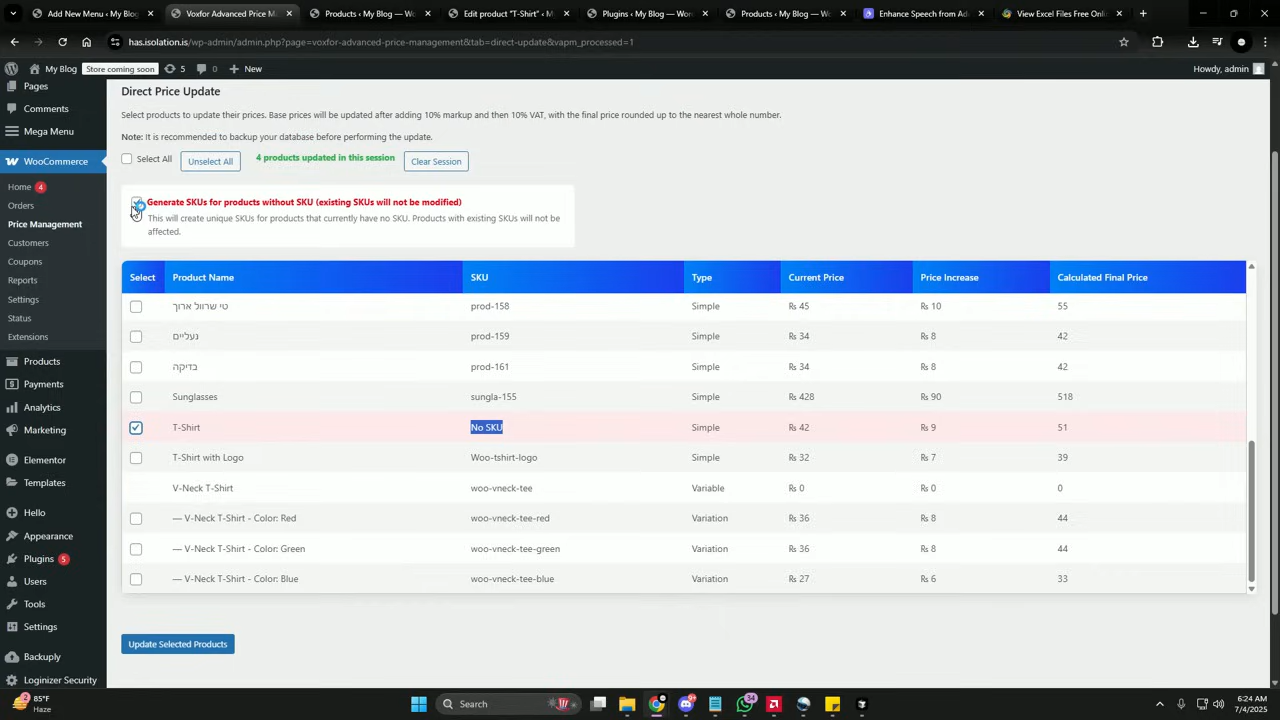 Add New Menu ‹ My Blog
Voxfor Advanced Price Ma
Products ‹ My Blog — Wo
Edit product "T-Shirt" ‹ M
Plugins ‹ My Blog — Wor
Products ‹ My Blog — Wo
Enhance Speech from Ad
View Excel Files Free Onli
has.isolation.is/wp-admin/admin.php?page=voxfor-advanced-price-management&tab=direct-update&vapm_processed=1
My Blog
Store coming soon
5
0
New
Howdy, admin
Pages
Comments
Mega Menu
WooCommerce
Home 4
Orders
Price Management
Customers
Coupons
Reports
Settings
Status
Extensions
Products
Payments
Analytics
Marketing
Elementor
Templates
Hello
Appearance
Plugins 5
Users
Tools
Settings
Backuply
Loginizer Security
Direct Price Update
Select products to update their prices. Base prices will be updated after adding 10% markup and then 10% VAT, with the final price rounded up to the nearest whole number.
Note: It is recommended to backup your database before performing the update.
Select All
Unselect All
4 products updated in this session
Clear Session
Generate SKUs for products without SKU (existing SKUs will not be modified)
This will create unique SKUs for products that currently have no SKU. Products with existing SKUs will not be
affected.
Select Product Name SKU Type Current Price Price Increase Calculated Final Price
טי שרוול ארוך prod-158 Simple ₨ 45 ₨ 10 55
נעליים prod-159 Simple ₨ 34 ₨ 8 42
בדיקה prod-161 Simple ₨ 34 ₨ 8 42
Sunglasses sungla-155 Simple ₨ 428 ₨ 90 518
T-Shirt No SKU Simple ₨ 42 ₨ 9 51
T-Shirt with Logo Woo-tshirt-logo Simple ₨ 32 ₨ 7 39
V-Neck T-Shirt woo-vneck-tee Variable ₨ 0 ₨ 0 0
— V-Neck T-Shirt - Color: Red woo-vneck-tee-red Variation ₨ 36 ₨ 8 44
— V-Neck T-Shirt - Color: Green woo-vneck-tee-green Variation ₨ 36 ₨ 8 44
— V-Neck T-Shirt - Color: Blue woo-vneck-tee-blue Variation ₨ 27 ₨ 6 33
Update Selected Products
2
85°F
Haze
Search
9+
34
6:24 AM
7/4/2025